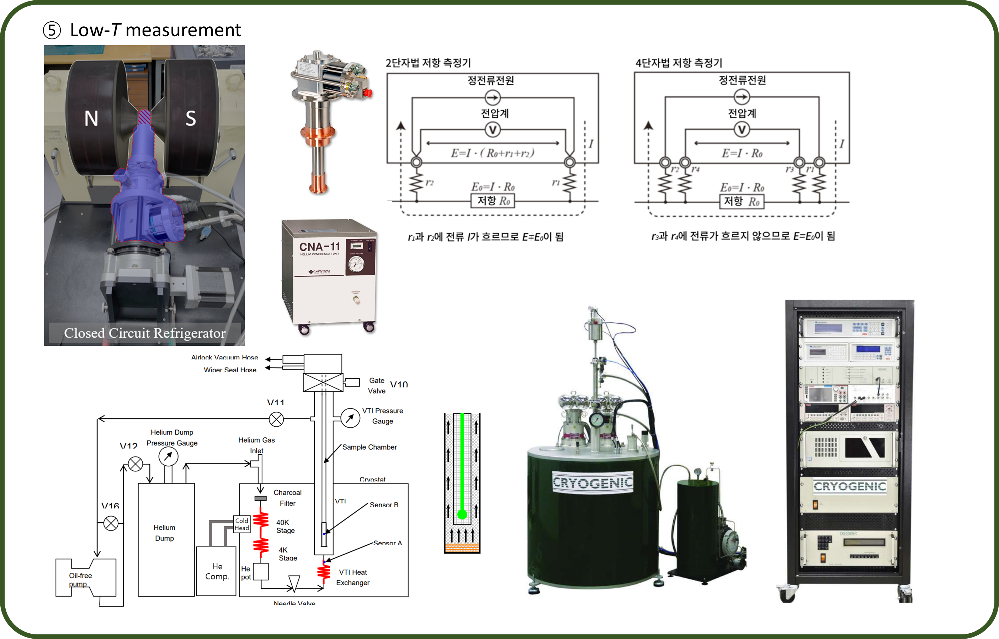 ⑤ Low-T measurement
N
S
Closed Circuit Refrigerator
CNA-11
HELIUM COMPRESSOR UNIT
ELAPSED TIME
SUPPLY PRESSURE
Sumitomo
HELIUM GAS
CHARGE
2단자법 저항 측정기
정전류전원
전압계
V
I
E=I · (R₀+r₁+r₂)
r₂
r₁
E₀=I · R₀
저항 R₀
r₁과 r₂에 전류 I가 흐르므로 E≠E₀이 됨
4단자법 저항 측정기
정전류전원
전압계
V
I
E=I · R₀
r₂
r₄
r₃
r₁
E₀=I · R₀
저항 R₀
r₃과 r₄에 전류가 흐르지 않으므로 E=E₀이 됨
Airlock Vacuum Hose
Wiper Seal Hose
Gate
Valve
V10
V11
VTI Pressure
Gauge
Helium Dump
Pressure Gauge
V12
Helium Gas
Inlet
Sample Chamber
Cryostat
Charcoal
Filter
VTI
Sensor B
V16
Cold
Head
40K
Stage
Helium
Dump
Sensor A
4K
Stage
He
Comp.
He
pot
VTI Heat
Exchanger
Oil-free
pump
Needle Valve
CRYOGENIC
CRYOGENIC
CRYOGENIC